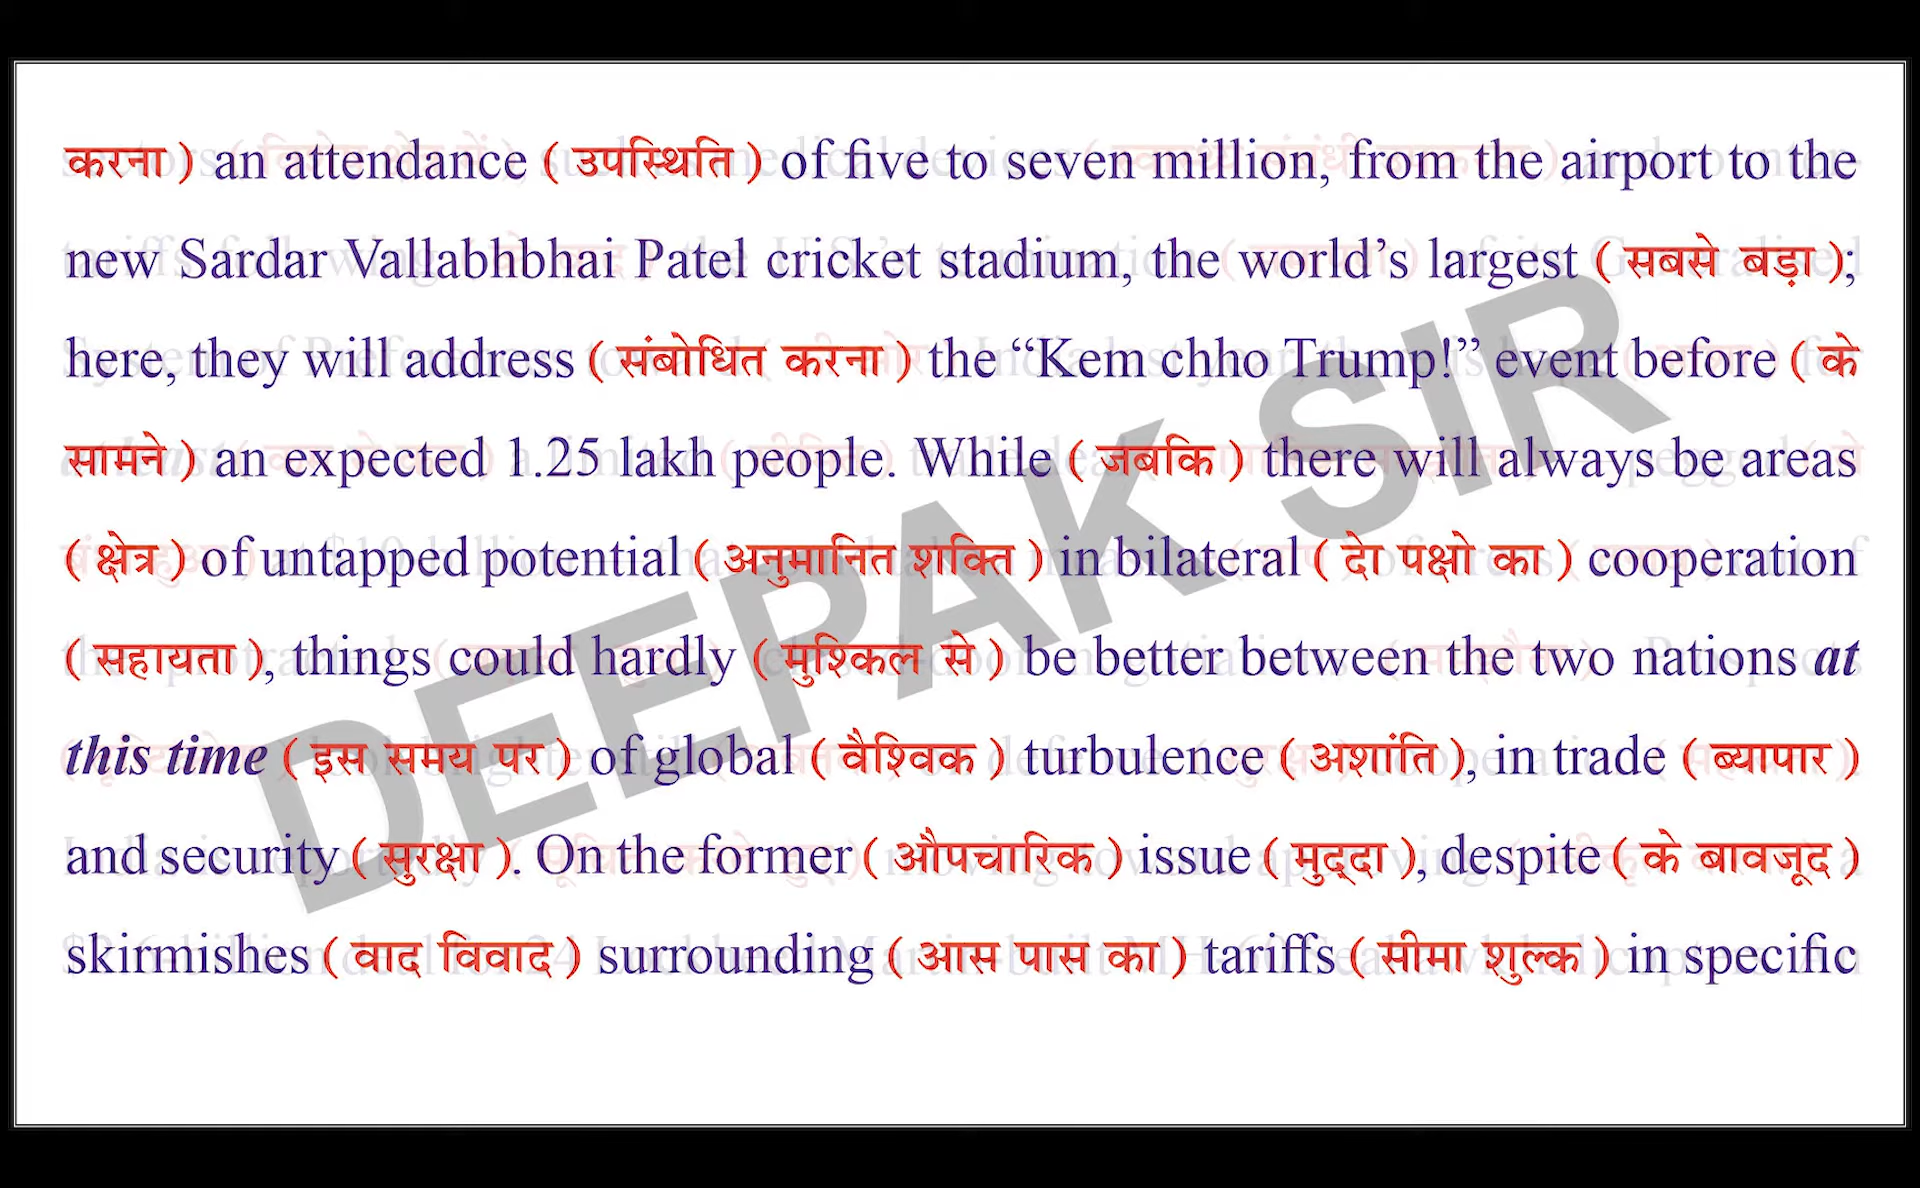 करना ) an attendance ( उपस्थिति ) of five to seven million, from the airport to the
new Sardar Vallabhbhai Patel cricket stadium, the world’s largest ( सबसे बड़ा );
here, they will address ( संबोधित करना ) the “Kem chho Trump!” event before ( के
सामने ) an expected 1.25 lakh people. While ( जबकि ) there will always be areas
( क्षेत्र ) of untapped potential ( अनुमानित शक्ति ) in bilateral ( देा पक्षो का ) cooperation
( सहायता ), things could hardly ( मुश्किल से ) be better between the two nations at
this time ( इस समय पर ) of global ( वैश्विक ) turbulence ( अशांति ), in trade ( ब्यापार )
and security ( सुरक्षा ). On the former ( औपचारिक ) issue ( मुद्दा ), despite ( के बावजूद )
skirmishes ( वाद विवाद ) surrounding ( आस पास का ) tariffs ( सीमा शुल्क ) in specific
DEEPAK SIR